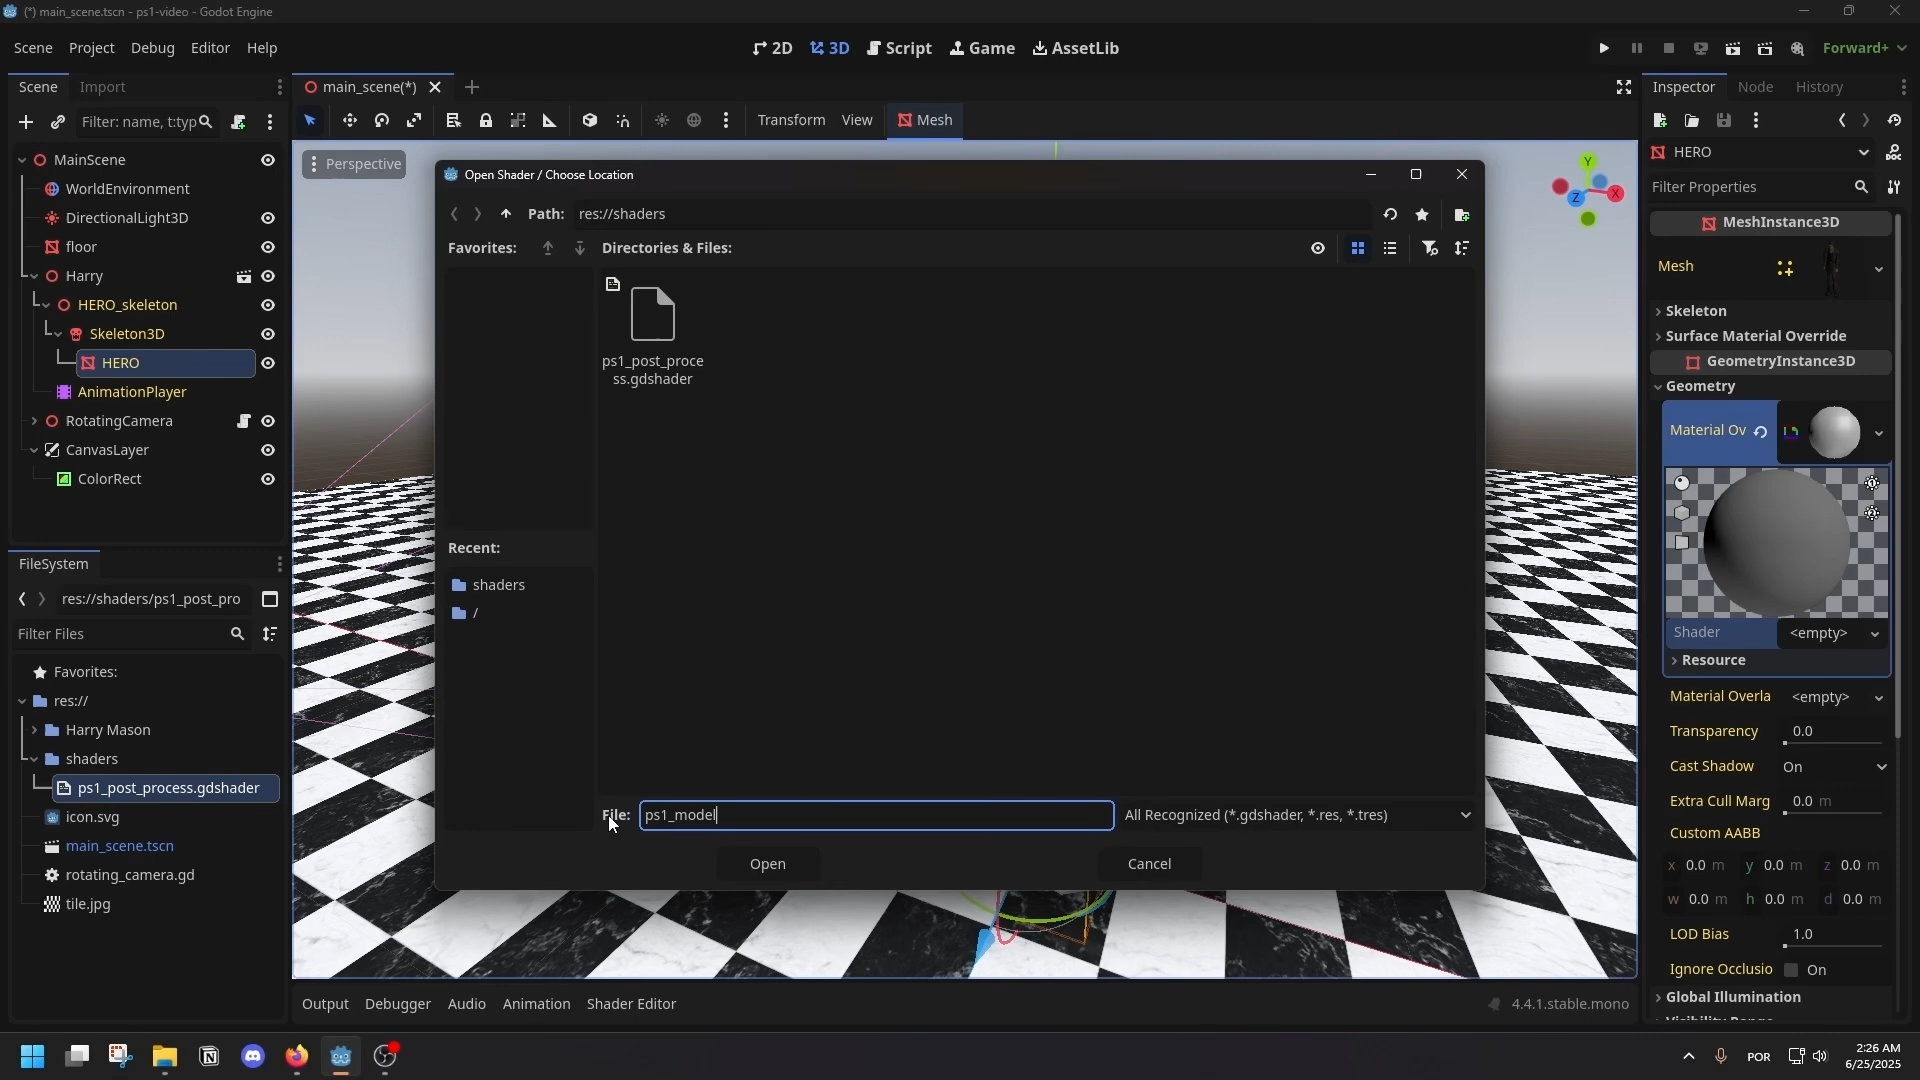 (*) main_scene.tscn - ps1-video - Godot Engine
Scene Project Debug Editor Help
2D 3D Script Game AssetLib
Forward+
Scene Import
main_scene(*)
Inspector Node History
Filter: name, t:typ
Transform View Mesh
MainScene
WorldEnvironment
DirectionalLight3D
floor
Harry
HERO_skeleton
Skeleton3D
HERO
AnimationPlayer
RotatingCamera
CanvasLayer
ColorRect
FileSystem
res://shaders/ps1_post_pro
Filter Files
Favorites:
res://
Harry Mason
shaders
ps1_post_process.gdshader
icon.svg
main_scene.tscn
rotating_camera.gd
tile.jpg
Perspective
Y
X
Z
Open Shader / Choose Location
Path: res://shaders
Favorites: Directories & Files:
ps1_post_proce
ss.gdshader
Recent:
shaders
/
File: ps1_model All Recognized (*.gdshader, *.res, *.tres)
Open Cancel
Output Debugger Audio Animation Shader Editor
4.4.1.stable.mono
HERO
Filter Properties
MeshInstance3D
Mesh
Skeleton
Surface Material Override
GeometryInstance3D
Geometry
Material Ov
Shader <empty>
Resource
Material Overla <empty>
Transparency 0.0
Cast Shadow On
Extra Cull Marg 0.0 m
Custom AABB
x 0.0 m y 0.0 m z 0.0 m
w 0.0 m h 0.0 m d 0.0 m
LOD Bias 1.0
Ignore Occlusio On
Global Illumination
POR
2:26 AM
6/25/2025